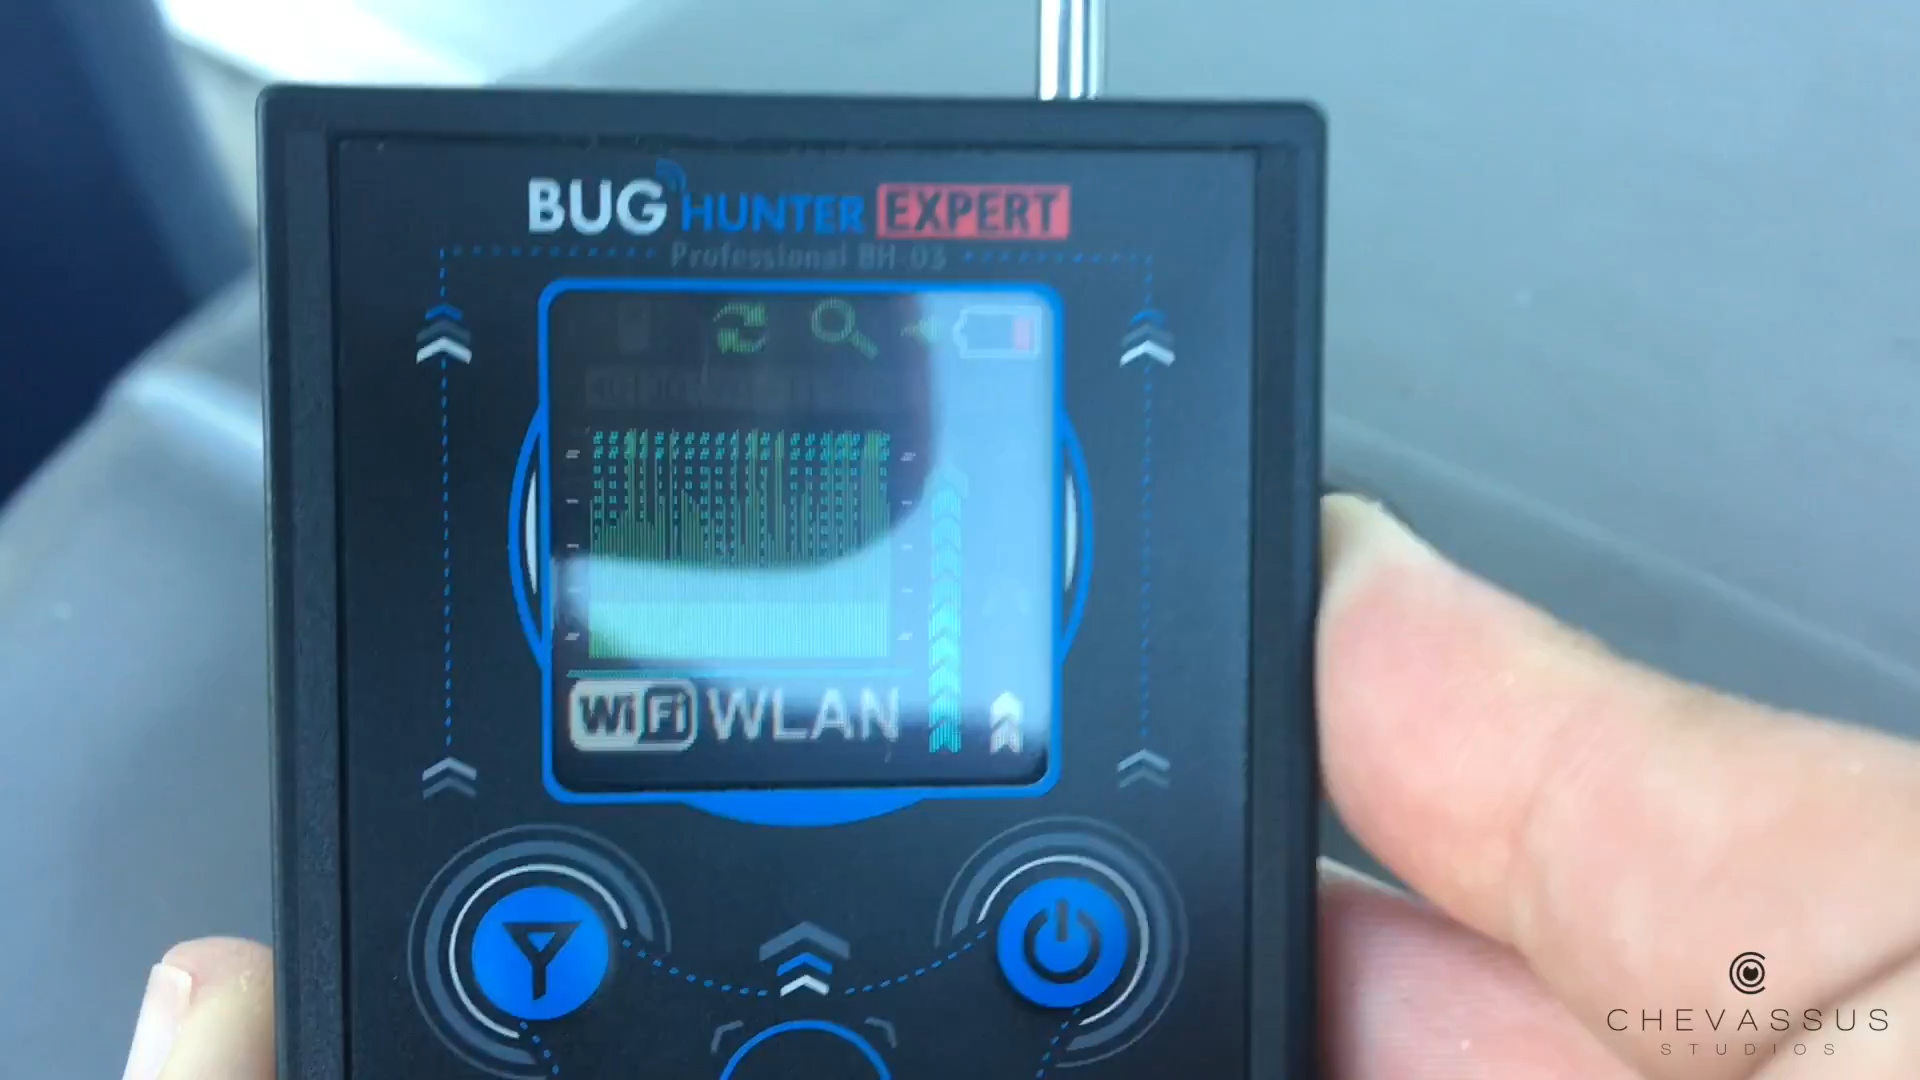 BUG HUNTER EXPERT
Professional BH-03
WiFi WLAN
CHEVASSUS
STUDIOS